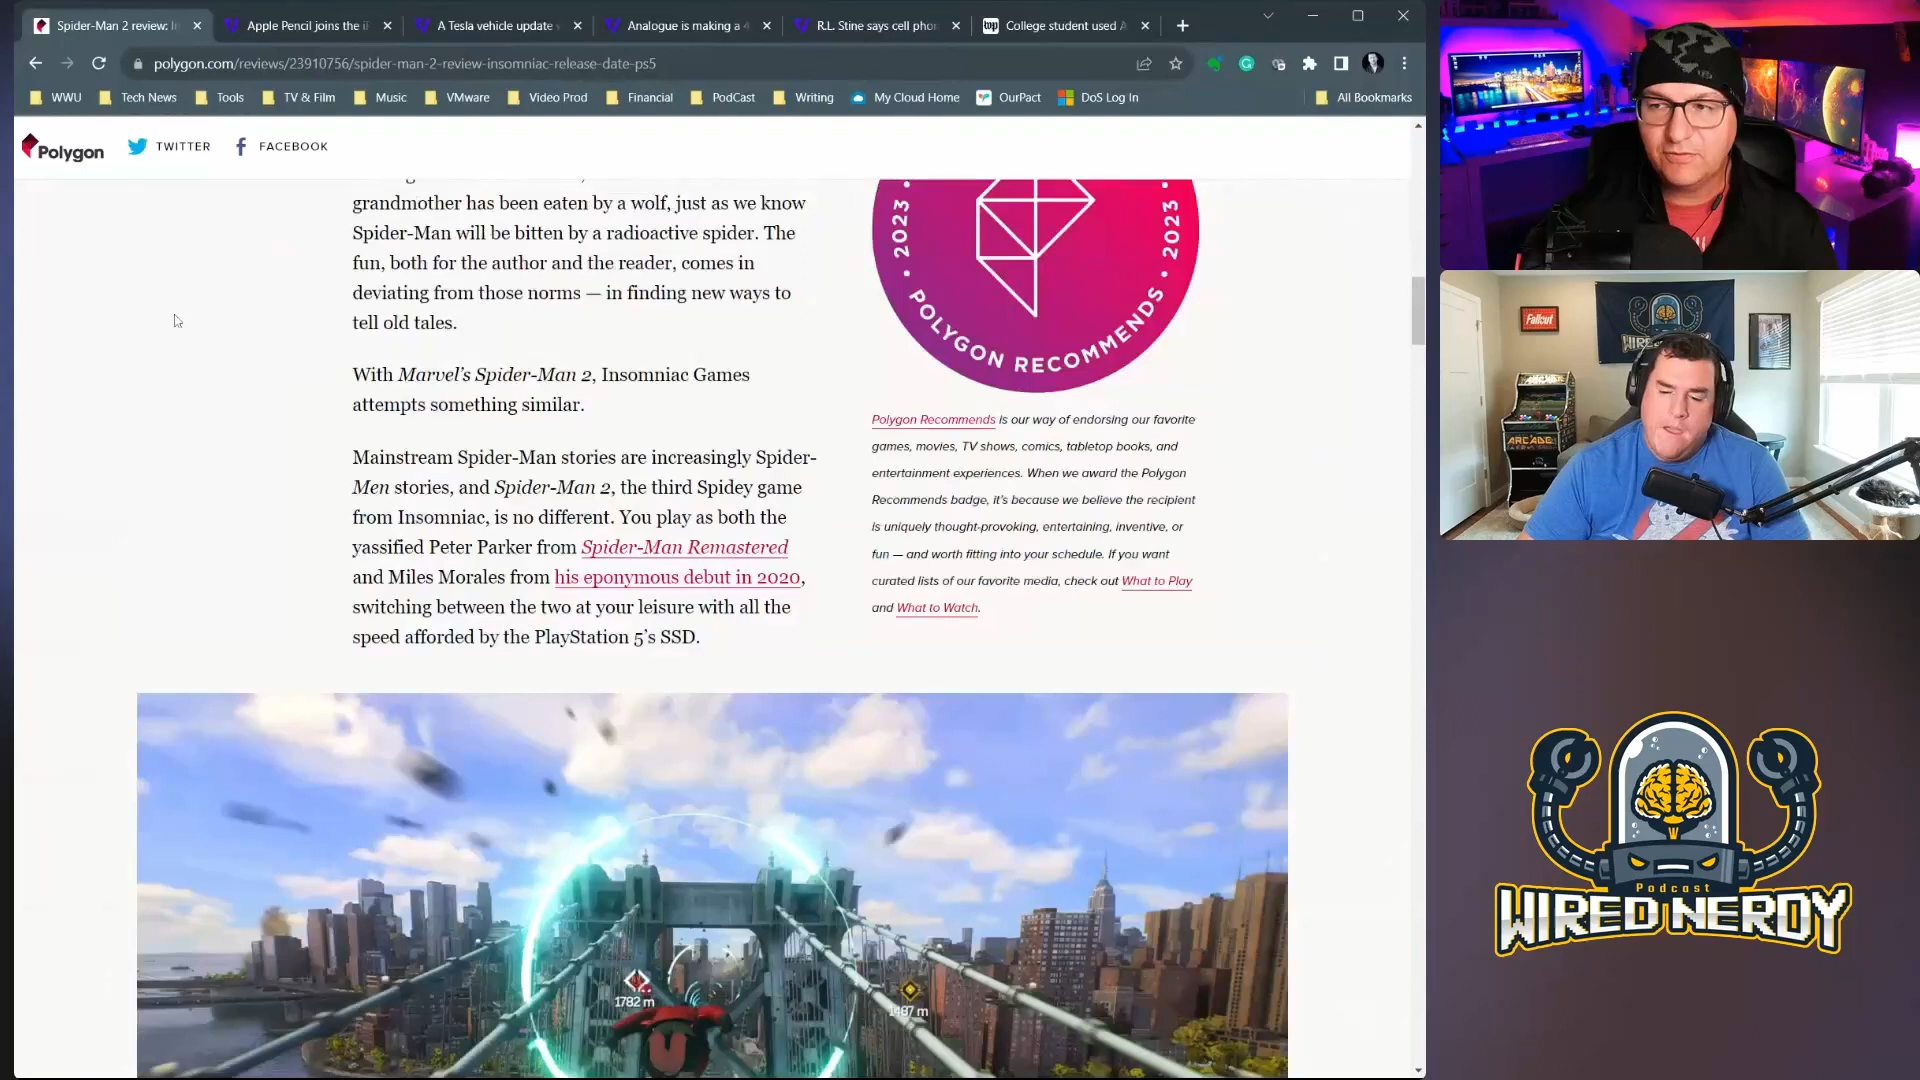 Spider-Man 2 review: I
Apple Pencil joins the i
A Tesla vehicle update
Analogue is making a 4
R.L. Stine says cell pho
College student used A
polygon.com/reviews/23910756/spider-man-2-review-insomniac-release-date-ps5
WWU
Tech News
Tools
TV & Film
Music
VMware
Video Prod
Financial
PodCast
Writing
My Cloud Home
OurPact
DoS Log In
All Bookmarks
Polygon
TWITTER
FACEBOOK
grandmother has been eaten by a wolf, just as we know
Spider-Man will be bitten by a radioactive spider. The
fun, both for the author and the reader, comes in
deviating from those norms — in finding new ways to
tell old tales.
With Marvel's Spider-Man 2, Insomniac Games
attempts something similar.
Mainstream Spider-Man stories are increasingly Spider-
Men stories, and Spider-Man 2, the third Spidey game
from Insomniac, is no different. You play as both the
yassified Peter Parker from Spider-Man Remastered
and Miles Morales from his eponymous debut in 2020,
switching between the two at your leisure with all the
speed afforded by the PlayStation 5's SSD.
• 2023 • POLYGON RECOMMENDS • 2023 •
Polygon Recommends is our way of endorsing our favorite
games, movies, TV shows, comics, tabletop books, and
entertainment experiences. When we award the Polygon
Recommends badge, it's because we believe the recipient
is uniquely thought-provoking, entertaining, inventive, or
fun — and worth fitting into your schedule. If you want
curated lists of our favorite media, check out What to Play
and What to Watch.
1782 m
1487 m
Fallout
WIRE
ARCADE
Podcast
WIRED NERDY